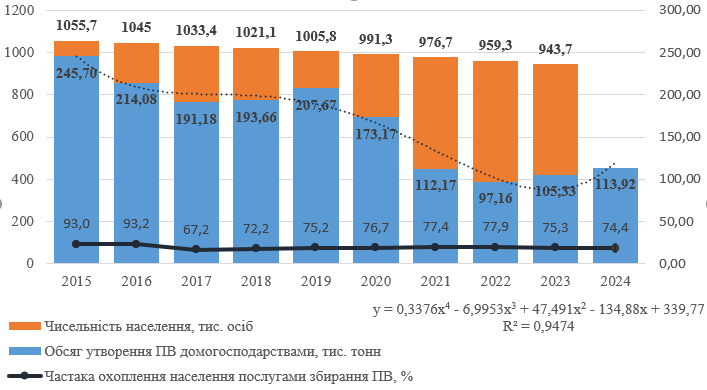 1200 1055,7 1045 1033,4 1021,1 1005,8 991,3 976,7 959,3 943,7 300,00
1000 250,00
245,70 214,08 191,18 193,66 207,67 173,17 112,17 97,16 105,33 113,92
800 200,00
600 150,00
400 100,00
200 50,00
93,0 93,2 67,2 72,2 75,2 76,7 77,4 77,9 75,3 74,4
0 0,00
2015 2016 2017 2018 2019 2020 2021 2022 2023 2024
y = 0,3376x⁴ - 6,9953x³ + 47,491x² - 134,88x + 339,77
R² = 0,9474
Чисельність населення, тис. осіб
Обсяг утворення ПВ домогосподарствами, тис. тонн
Частака охоплення населення послугами збирання ПВ, %